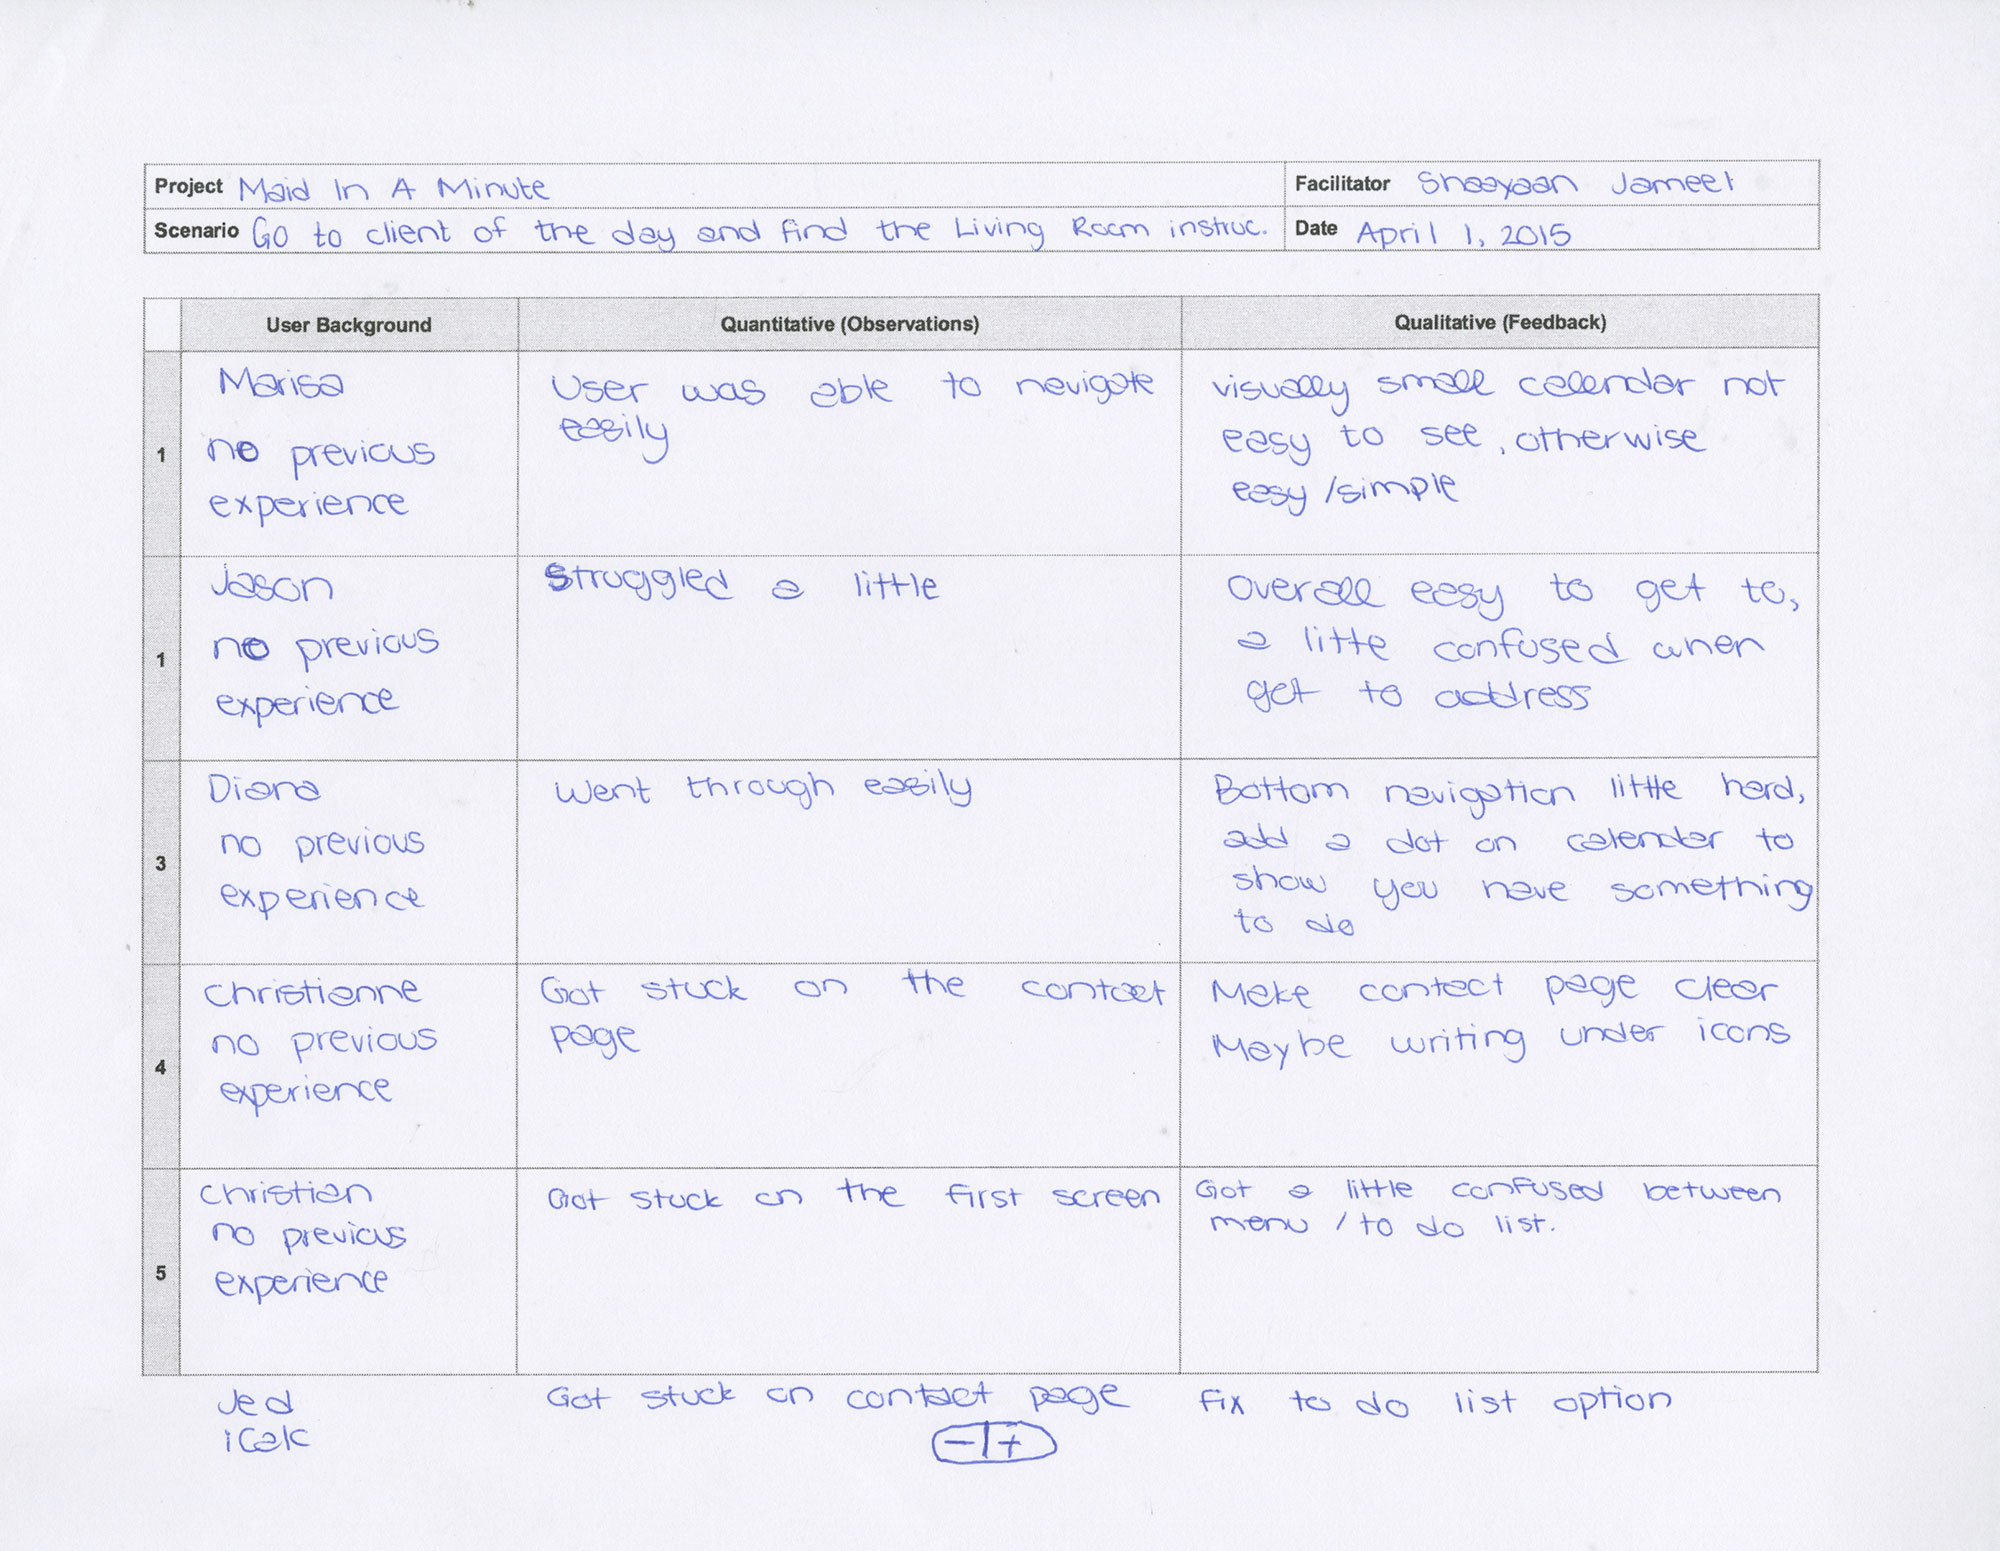 Project Maid In A Minute
Facilitator Shaayaan Jameel
Scenario Go to client of the day and find the Living Room instruc.
Date April 1, 2015
User Background
Quantitative (Observations)
Qualitative (Feedback)
1
Marisa
no previous
experience
User was able to navigate
easily
visually small calendar not
easy to see, otherwise
easy /simple
1
Jason
no previous
experience
Struggled a little
Overall easy to get to,
a litte confused when
get to address
3
Diana
no previous
experience
Went through easily
Bottom navigation little hard,
add a dot on calender to
show you have something
to do
4
Christienne
no previous
experience
Got stuck on the contact
page
Make contact page clear
Maybe writing under icons
5
Christian
no previous
experience
Got stuck on the first screen
Got a little confused between
menu / to do list.
Jed
iCalc
Got stuck on contact page
-|+
fix to do list option